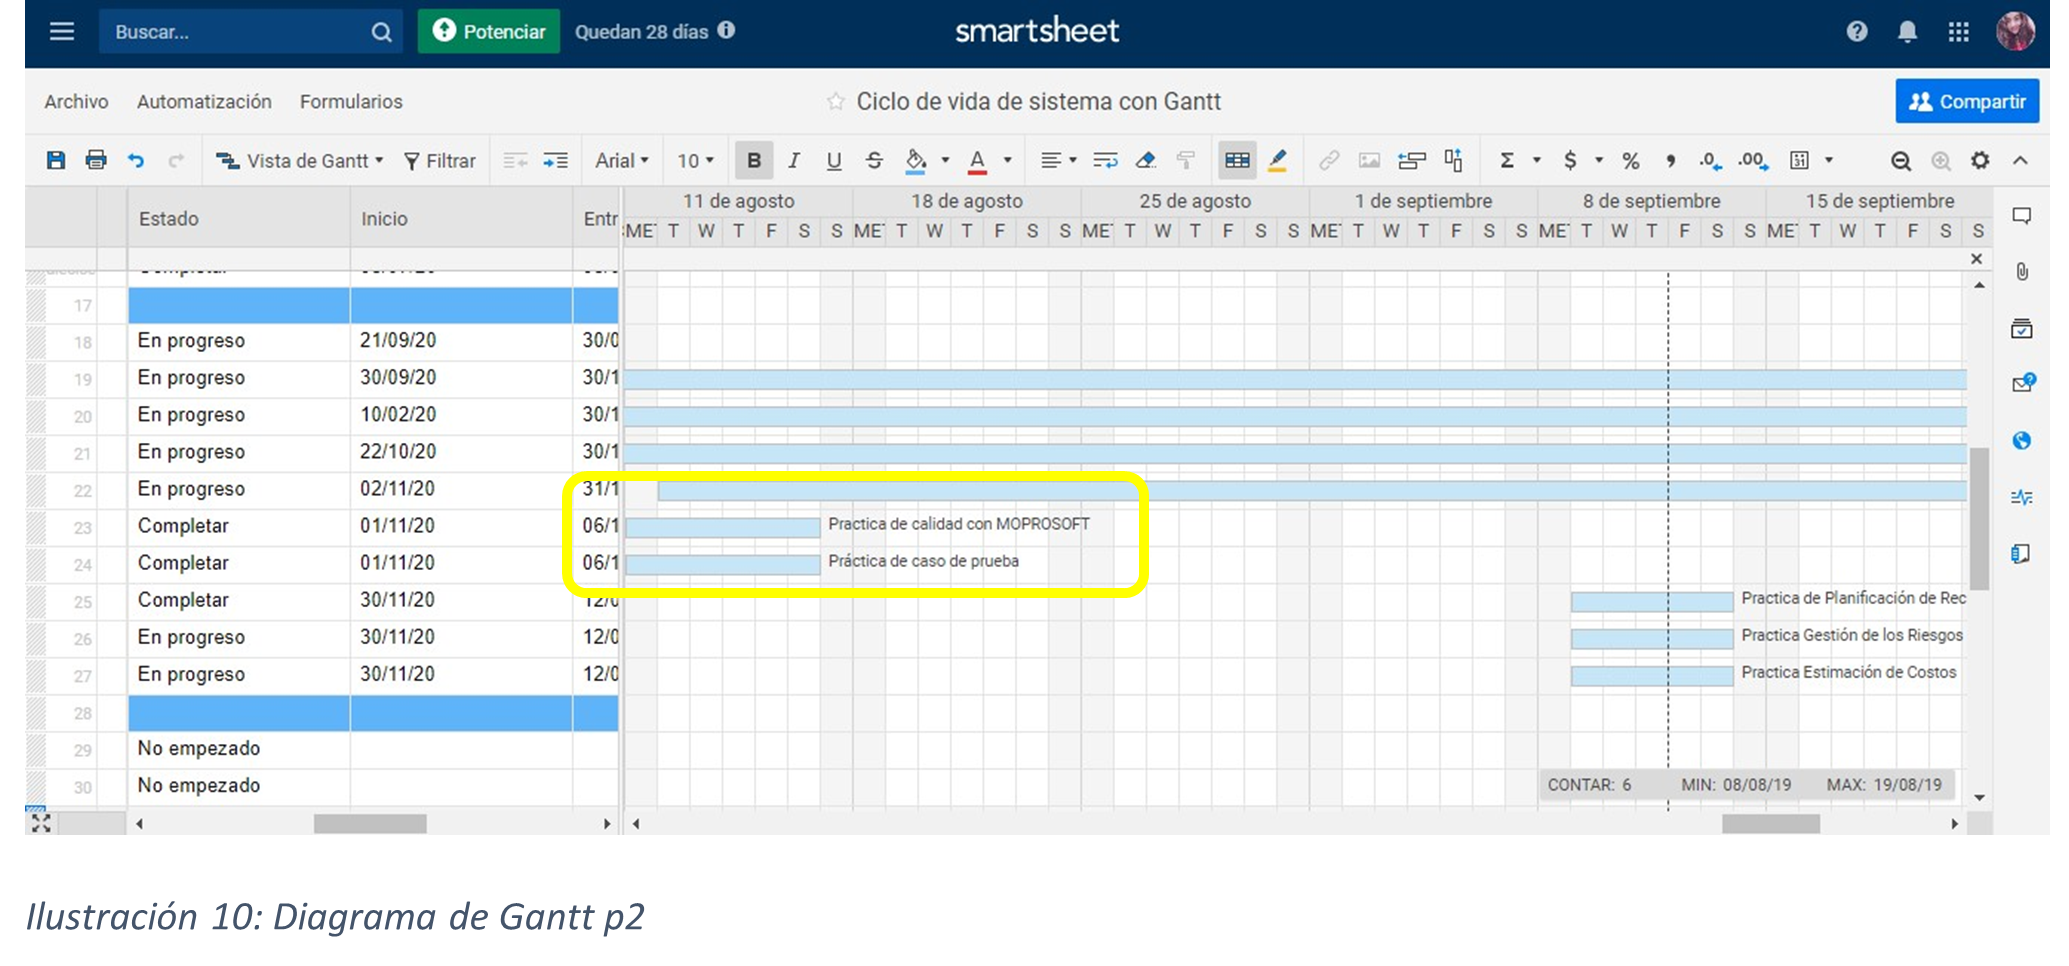 Buscar...
Potenciar
Quedan 28 días
smartsheet
Archivo
Automatización
Formularios
Ciclo de vida de sistema con Gantt
Compartir
Vista de Gantt
Filtrar
Arial
10
B I U S A Σ $ % , .0 .00 31
Estado Inicio Entr
11 de agosto 18 de agosto 25 de agosto 1 de septiembre 8 de septiembre 15 de septiembre
ME T W T F S S ME T W T F S S ME T W T F S S ME T W T F S S ME T W T F S S ME T W T F S S
17
18 En progreso 21/09/20 30/0
19 En progreso 30/09/20 30/1
20 En progreso 10/02/20 30/1
21 En progreso 22/10/20 30/1
22 En progreso 02/11/20 31/1
23 Completar 01/11/20 06/1 Practica de calidad con MOPROSOFT
24 Completar 01/11/20 06/1 Práctica de caso de prueba
25 Completar 30/11/20 12/0 Practica de Planificación de Rec
26 En progreso 30/11/20 12/0 Practica Gestión de los Riesgos
27 En progreso 30/11/20 12/0 Practica Estimación de Costos
28
29 No empezado
30 No empezado
CONTAR: 6 MIN: 08/08/19 MAX: 19/08/19
Ilustración 10: Diagrama de Gantt p2